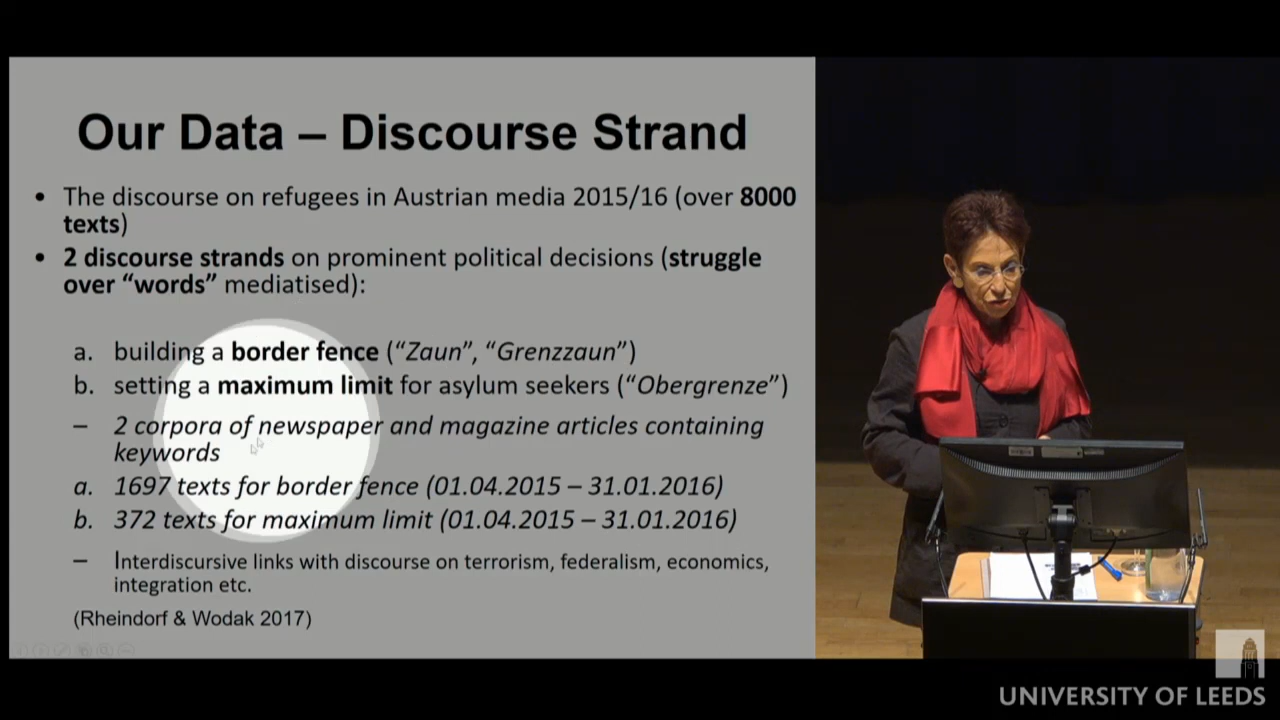 Our Data – Discourse Strand
• The discourse on refugees in Austrian media 2015/16 (over 8000
texts)
• 2 discourse strands on prominent political decisions (struggle
over “words” mediatised):
a. building a border fence (“Zaun”, “Grenzzaun”)
b. setting a maximum limit for asylum seekers (“Obergrenze”)
– 2 corpora of newspaper and magazine articles containing
keywords
a. 1697 texts for border fence (01.04.2015 – 31.01.2016)
b. 372 texts for maximum limit (01.04.2015 – 31.01.2016)
– Interdiscursive links with discourse on terrorism, federalism, economics,
integration etc.
(Rheindorf & Wodak 2017)
UNIVERSITY OF LEEDS